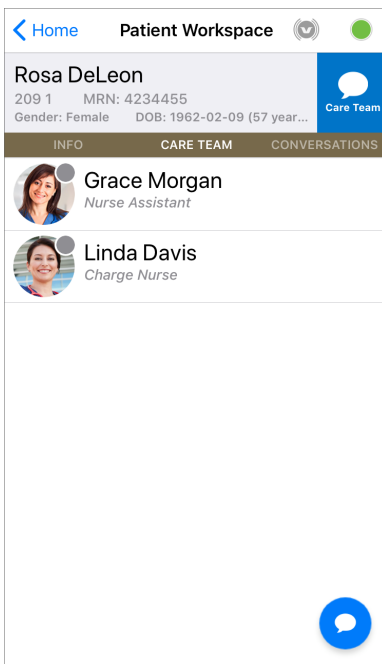 Home Patient Workspace
Rosa DeLeon
209 1 MRN: 4234455
Gender: Female DOB: 1962-02-09 (57 year...
Care Team
INFO CARE TEAM CONVERSATIONS
Grace Morgan
Nurse Assistant
Linda Davis
Charge Nurse